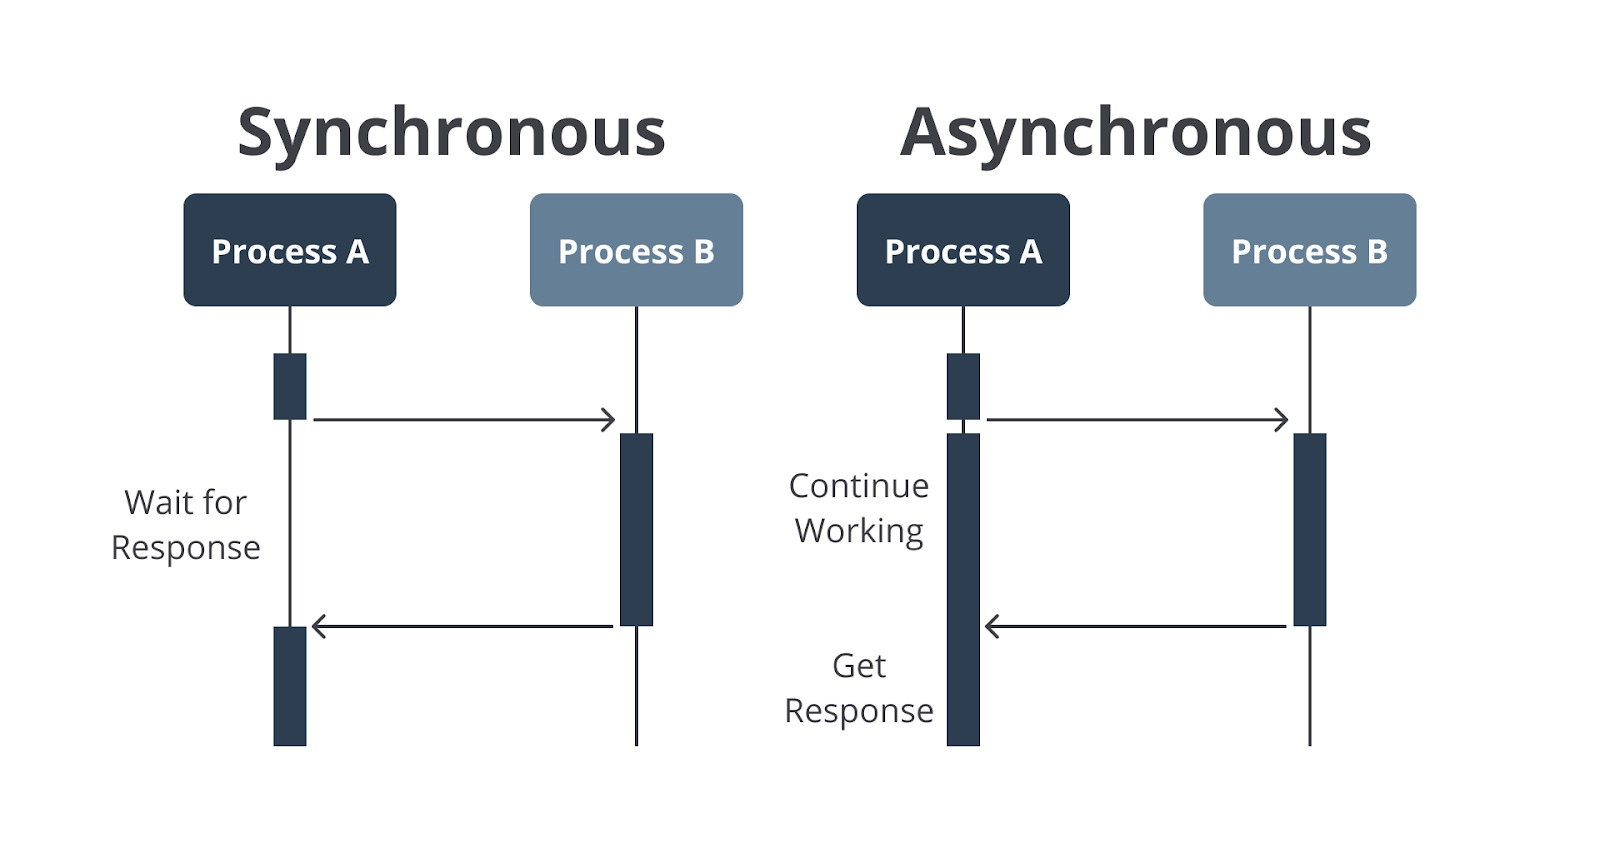 Synchronous
Process A
Process B
Wait for
Response
Asynchronous
Process A
Process B
Continue
Working
Get
Response